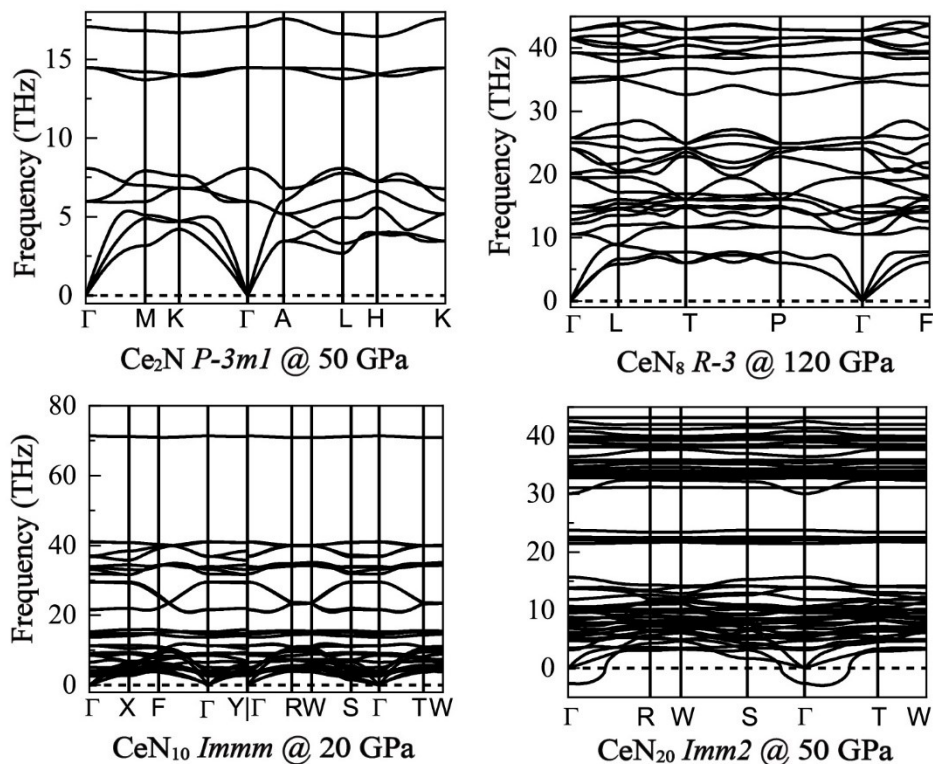 Frequency (THz)
15
10
5
0
Γ M K Γ A L H K
Ce₂N P-3m1 @ 50 GPa
Frequency (THz)
40
30
20
10
0
Γ L T P Γ F
CeN₈ R-3 @ 120 GPa
Frequency (THz)
80
60
40
20
0
Γ X F Γ Y|Γ R W S Γ T W
CeN₁₀ Immm @ 20 GPa
40
30
20
10
0
Γ R W S Γ T W
CeN₂₀ Imm2 @ 50 GPa